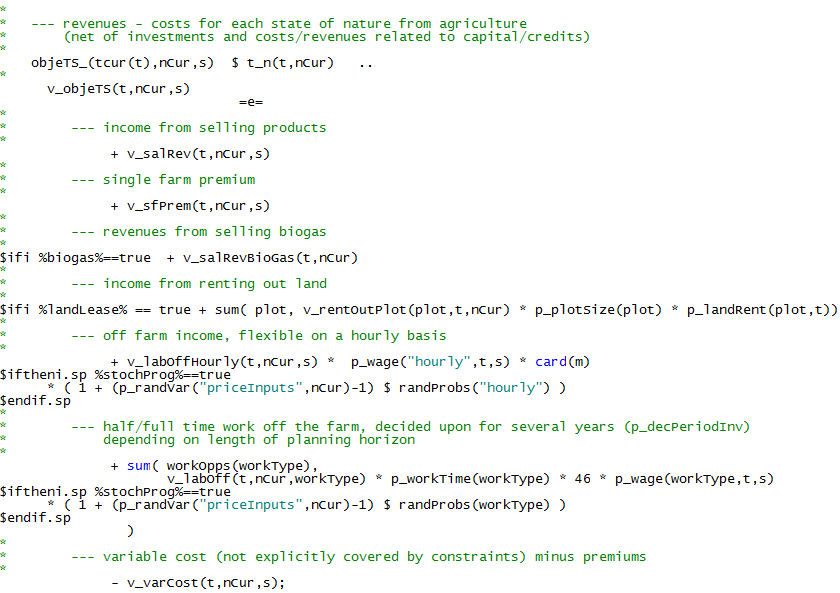 *
*   --- revenues - costs for each state of nature from agriculture
*       (net of investments and costs/revenues related to capital/credits)
*
    objeTS_(tcur(t),nCur,s)  $ t_n(t,nCur)   ..
*
      v_objeTS(t,nCur,s)
                              =e=
*
*        --- income from selling products
*
              + v_salRev(t,nCur,s)
*
*        --- single farm premium
*
              + v_sfPrem(t,nCur,s)
*
*        --- revenues from selling biogas
*
$ifi %biogas%==true  + v_salRevBioGas(t,nCur)
*
*        --- income from renting out land
*
$ifi %landLease% == true + sum( plot, v_rentOutPlot(plot,t,nCur) * p_plotSize(plot) * p_landRent(plot,t))
*
*        --- off farm income, flexible on a hourly basis
*
              + v_labOffHourly(t,nCur,s) *  p_wage("hourly",t,s) * card(m)
$iftheni.sp %stochProg%==true
      * ( 1 + (p_randVar("priceInputs",nCur)-1) $ randProbs("hourly") )
$endif.sp
*
*        --- half/full time work off the farm, decided upon for several years (p_decPeriodInv)
*            depending on length of planning horizon
*
              + sum( workOpps(workType),
                     v_labOff(t,nCur,workType) * p_workTime(workType) * 46 * p_wage(workType,t,s)
$iftheni.sp %stochProg%==true
      * ( 1 + (p_randVar("priceInputs",nCur)-1) $ randProbs(workType) )
$endif.sp
                )
*
*        --- variable cost (not explicitly covered by constraints) minus premiums
*
              - v_varCost(t,nCur,s);